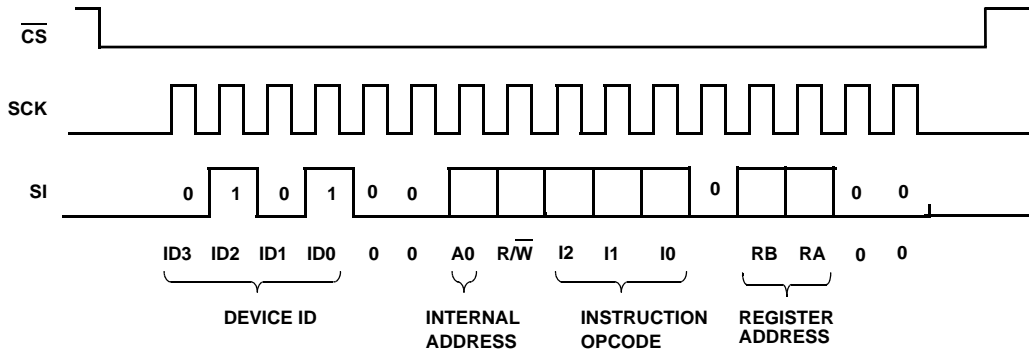 CS
SCK
SI
0 1 0 1 0 0 0 0 0
ID3 ID2 ID1 ID0 0 0 A0 R/W I2 I1 I0 RB RA 0 0
DEVICE ID
INTERNAL
ADDRESS
INSTRUCTION
OPCODE
REGISTER
ADDRESS